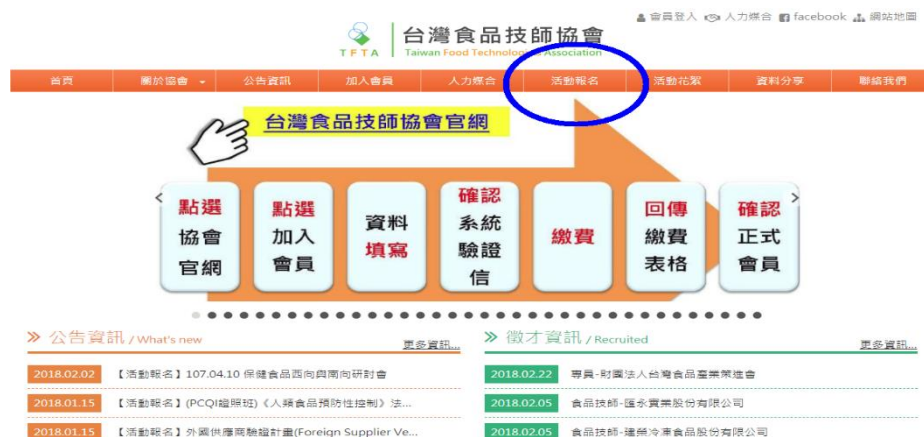 會員登入 人力媒合 facebook 網站地圖
台灣食品技師協會
TFTA Taiwan Food Technologist Association
首頁 關於協會 公告資訊 加入會員 人力媒合 活動報名 活動花絮 資料分享 聯絡我們
台灣食品技師協會官網
點選
協會
官網
點選
加入
會員
資料
填寫
確認
系統
驗證
信
繳費
回傳
繳費
表格
確認
正式
會員
公告資訊 / What's new 更多資訊...
2018.02.02 【活動報名】107.04.10 保健食品西向與南向研討會
2018.01.15 【活動報名】(PCQI證照班)《人類食品預防性控制》法...
2018.01.15 【活動報名】外國供應商驗證計畫(Foreign Supplier Ve...
徵才資訊 / Recruited 更多資訊...
2018.02.22 專員-財團法人台灣食品產業策進會
2018.02.05 食品技師-匯永實業股份有限公司
2018.02.05 食品技師-建榮冷凍食品股份有限公司